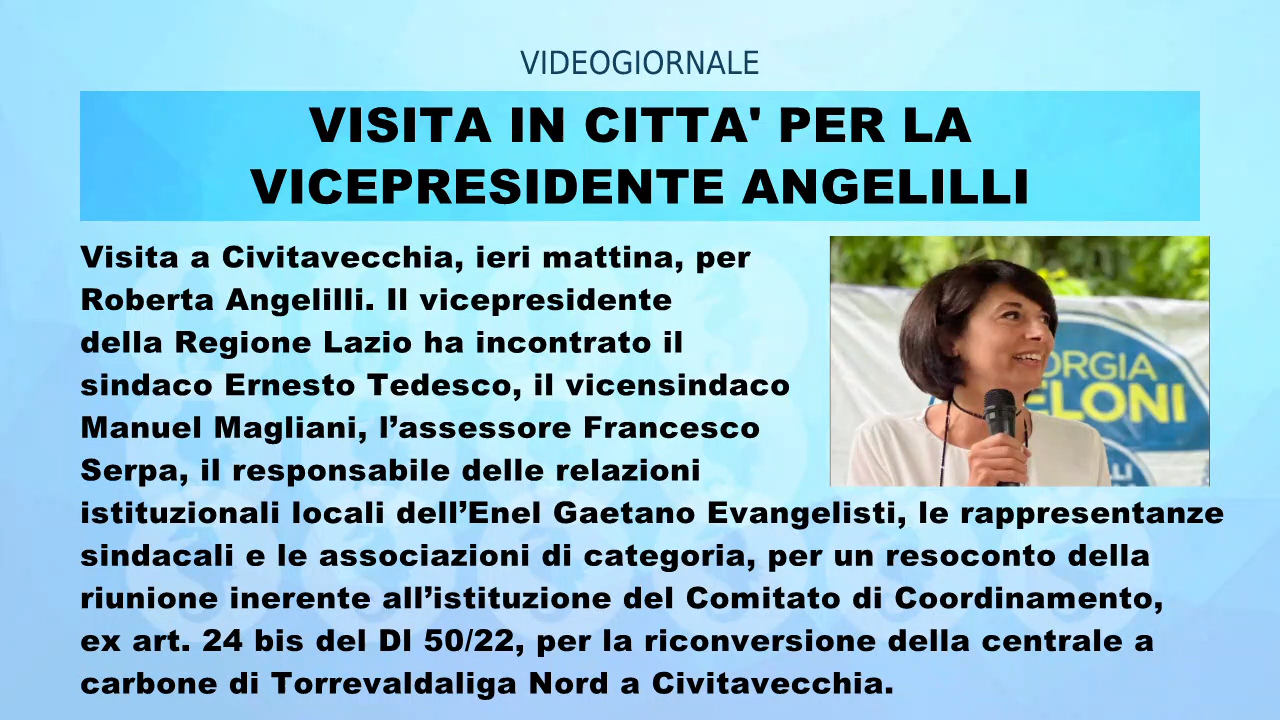 VIDEOGIORNALE
VISITA IN CITTA' PER LA
VICEPRESIDENTE ANGELILLI
Visita a Civitavecchia, ieri mattina, per
Roberta Angelilli. Il vicepresidente
della Regione Lazio ha incontrato il
sindaco Ernesto Tedesco, il vicensindaco
Manuel Magliani, l’assessore Francesco
Serpa, il responsabile delle relazioni
istituzionali locali dell’Enel Gaetano Evangelisti, le rappresentanze
sindacali e le associazioni di categoria, per un resoconto della
riunione inerente all’istituzione del Comitato di Coordinamento,
ex art. 24 bis del Dl 50/22, per la riconversione della centrale a
carbone di Torrevaldaliga Nord a Civitavecchia.
ORGIA
ELONI